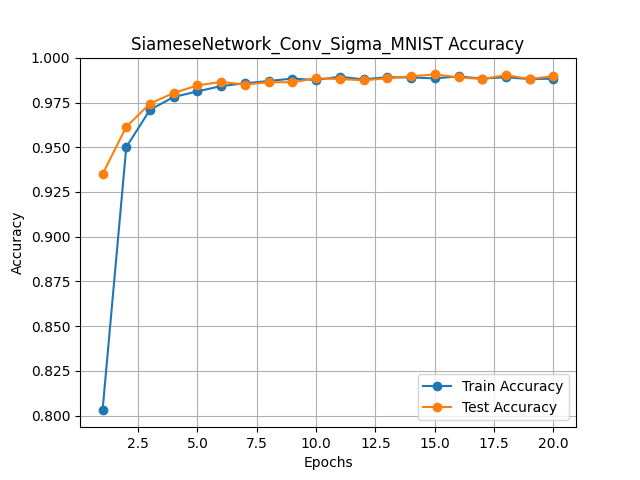 SiameseNetwork_Conv_Sigma_MNIST Accuracy
1.000
0.975
0.950
0.925
0.900
0.875
0.850
0.825
0.800
Accuracy
Train Accuracy
Test Accuracy
2.5 5.0 7.5 10.0 12.5 15.0 17.5 20.0
Epochs